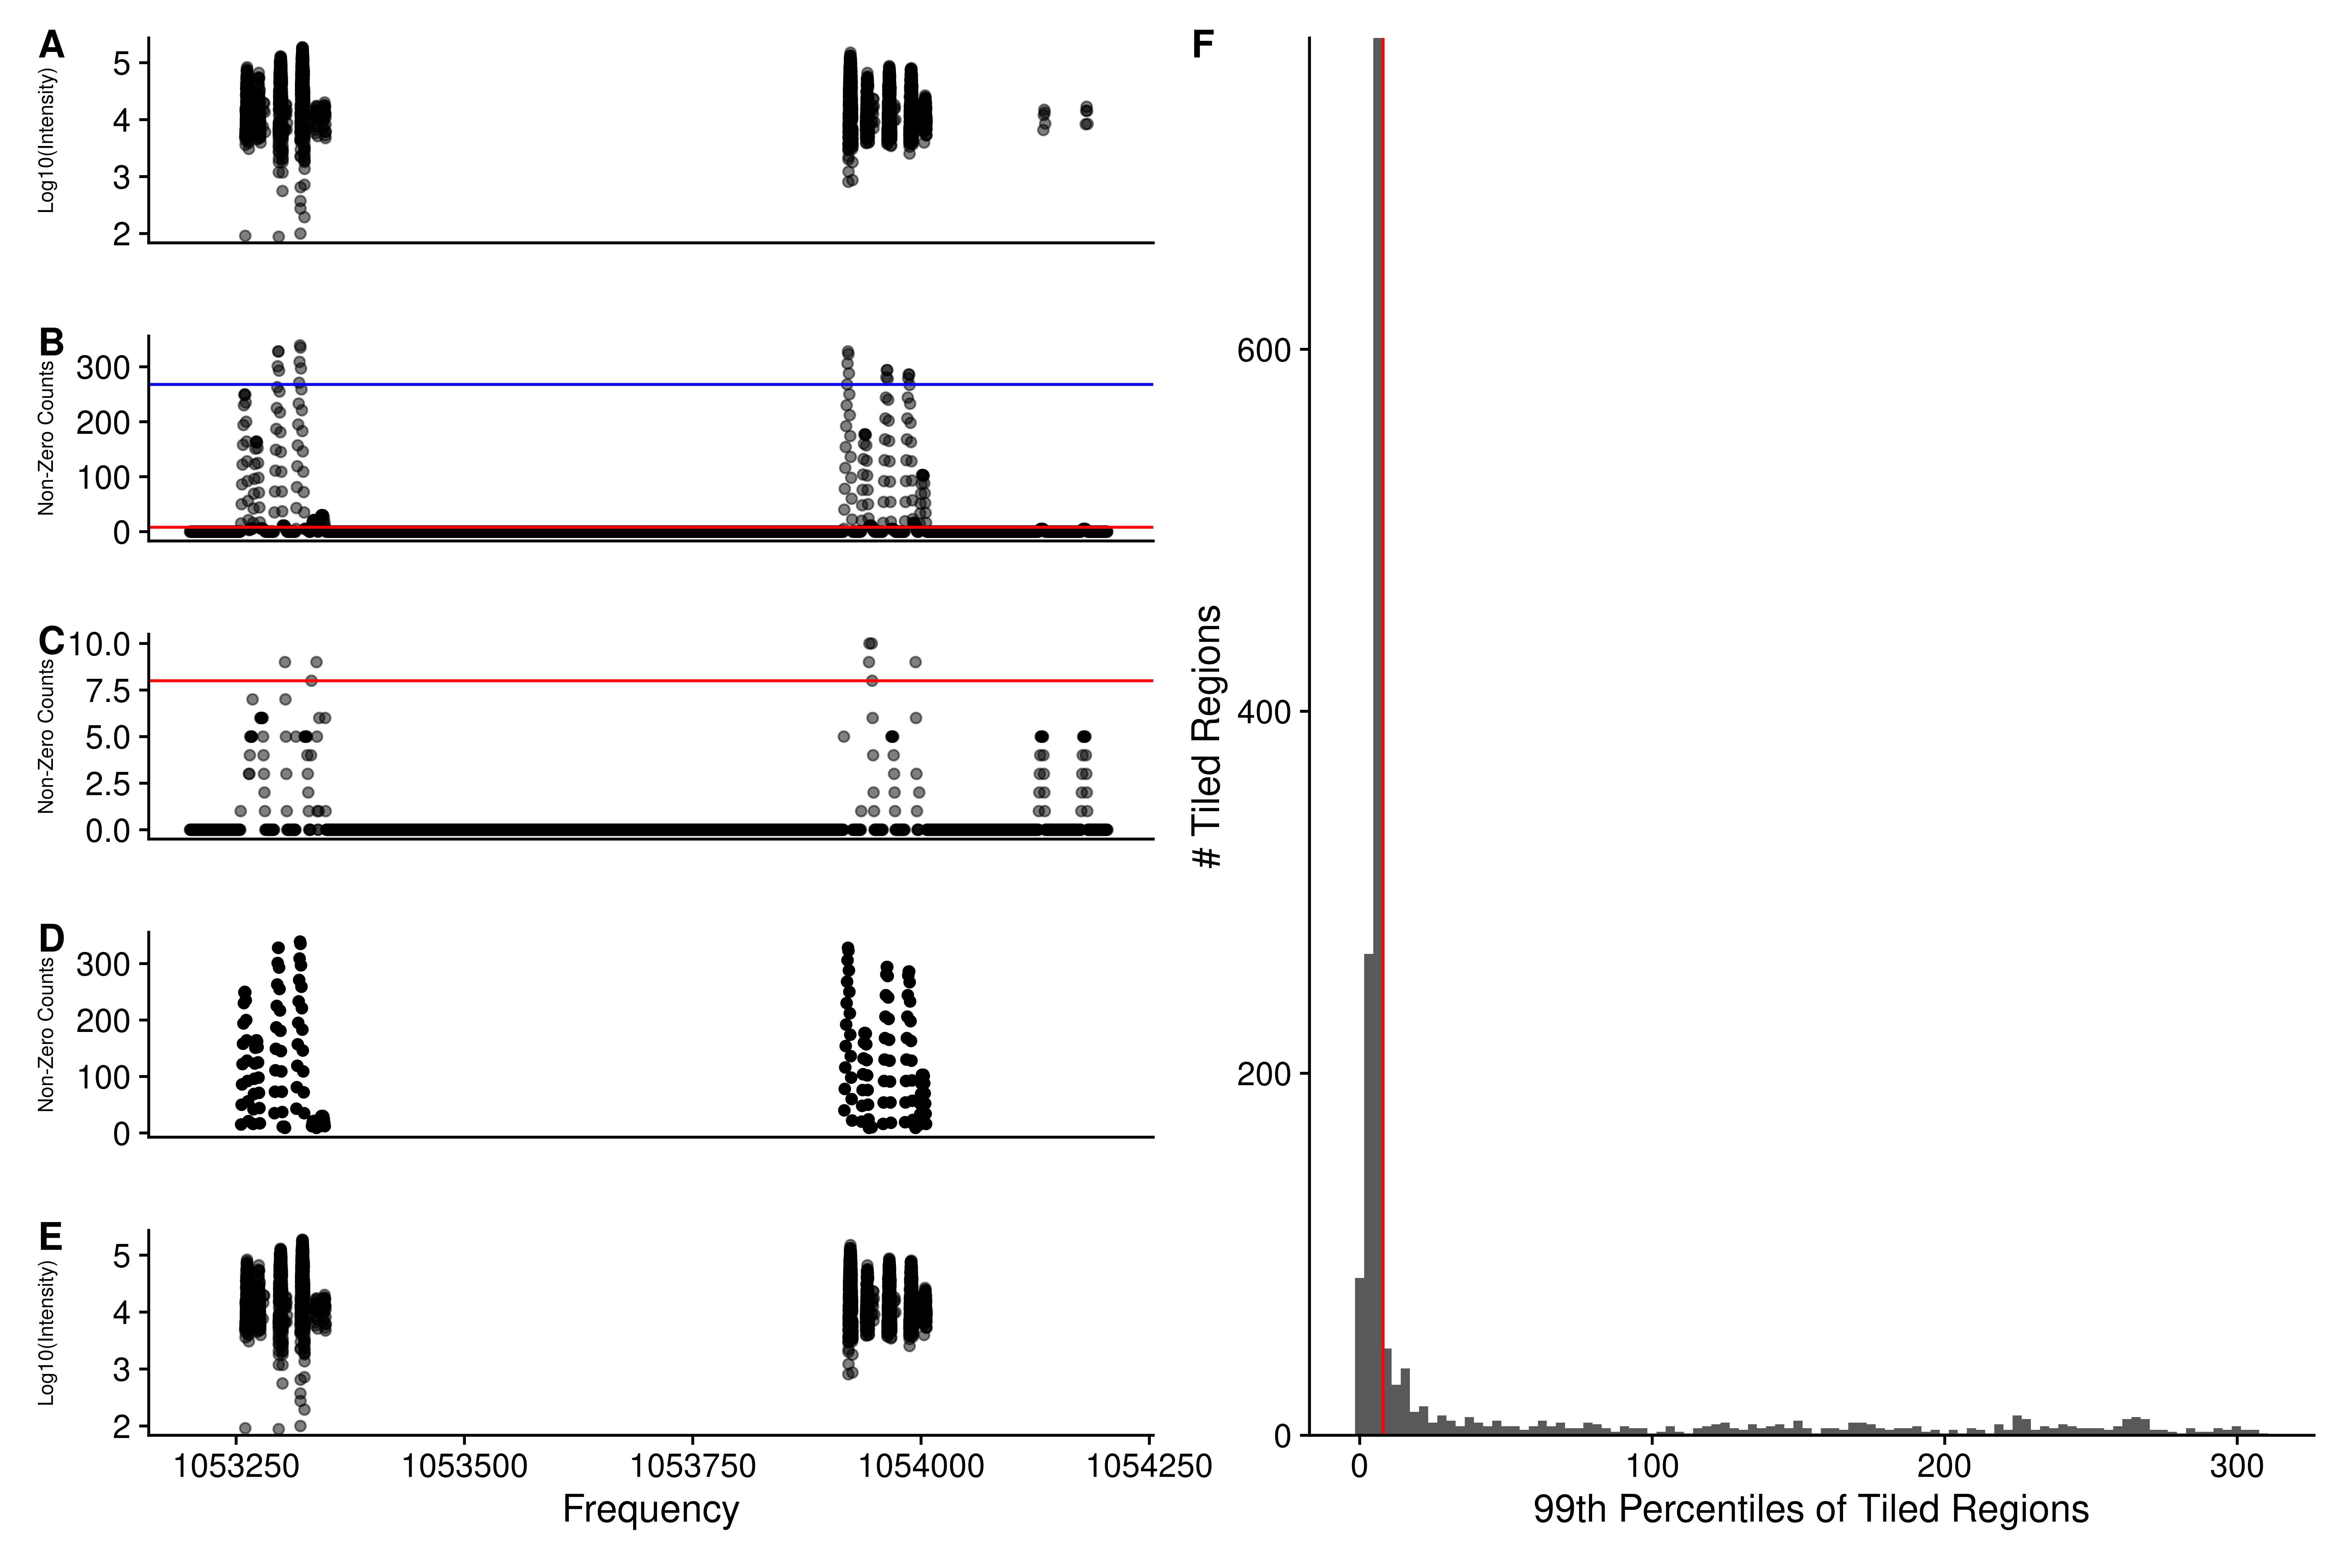 A
Log10(Intensity)
5
4
3
2
B
Non-Zero Counts
300
200
100
0
C
Non-Zero Counts
10.0
7.5
5.0
2.5
0.0
D
Non-Zero Counts
300
200
100
0
E
Log10(Intensity)
5
4
3
2
1053250 1053500 1053750 1054000 1054250
Frequency
F
# Tiled Regions
600
400
200
0
0 100 200 300
99th Percentiles of Tiled Regions